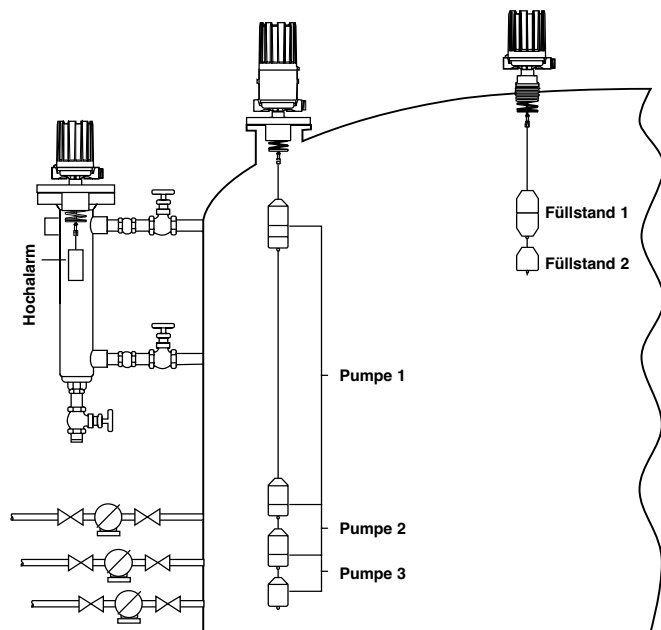 Füllstand 1
Füllstand 2
Hochalarm
Pumpe 1
Pumpe 2
Pumpe 3